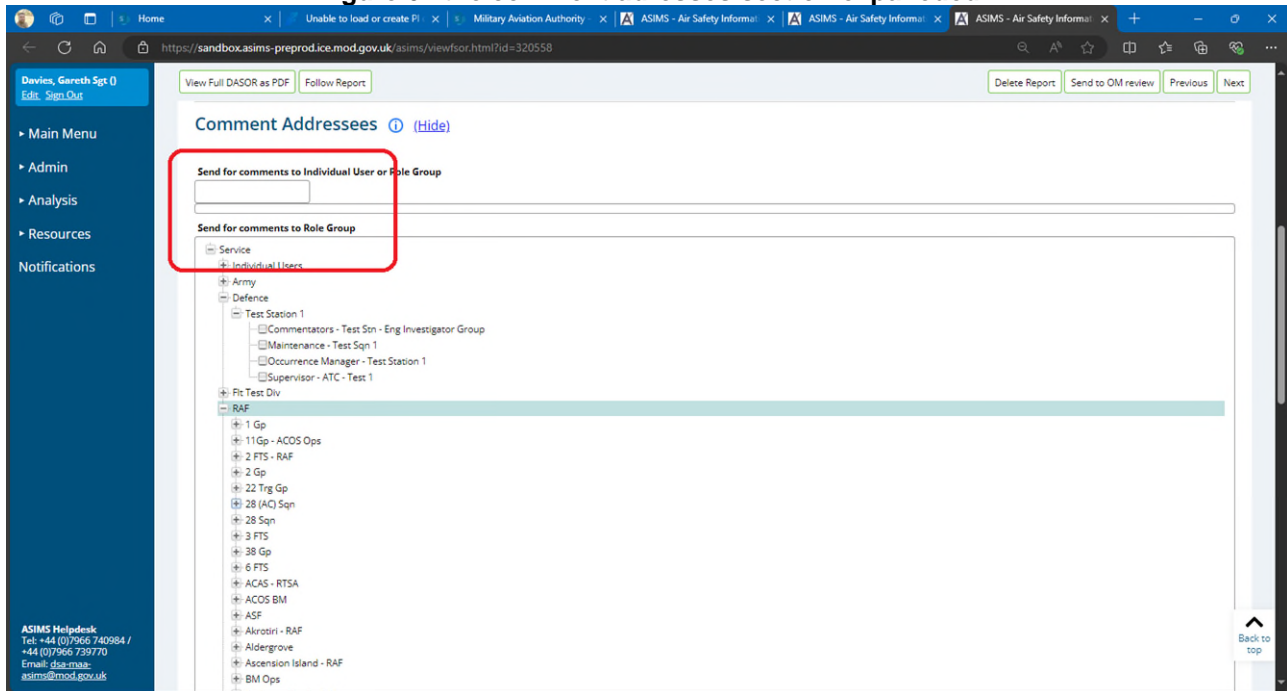 Home
Unable to load or create Pl
Military Aviation Authority -
ASIMS - Air Safety Informat
ASIMS - Air Safety Informat
ASIMS - Air Safety Informat
https://sandbox.asims-preprod.ice.mod.gov.uk/asims/viewfsor.html?id=320558
Davies, Gareth Sgt ()
Edit Sign Out
Main Menu
Admin
Analysis
Resources
Notifications
View Full DASOR as PDF Follow Report Delete Report Send to OM review Previous Next
Comment Addressees (Hide)
Send for comments to Individual User or Role Group
Send for comments to Role Group
Service
Individual Users
Army
Defence
Test Station 1
Commentators - Test Stn - Eng Investigator Group
Maintenance - Test Sqn 1
Occurrence Manager - Test Station 1
Supervisor - ATC - Test 1
Flt Test Div
RAF
1 Gp
11Gp - ACOS Ops
2 FTS - RAF
2 Gp
22 Trg Gp
28 (AC) Sqn
28 Sqn
3 FTS
38 Gp
6 FTS
ACAS - RTSA
ACOS BM
ASF
Akrotiri - RAF
Aldergrove
Ascension Island - RAF
BM Ops
ASIMS Helpdesk
Tel: +44 (0)7966 740984 /
+44 (0)7966 739770
Email: dsa-maa-
asims@mod.gov.uk
Back to
top